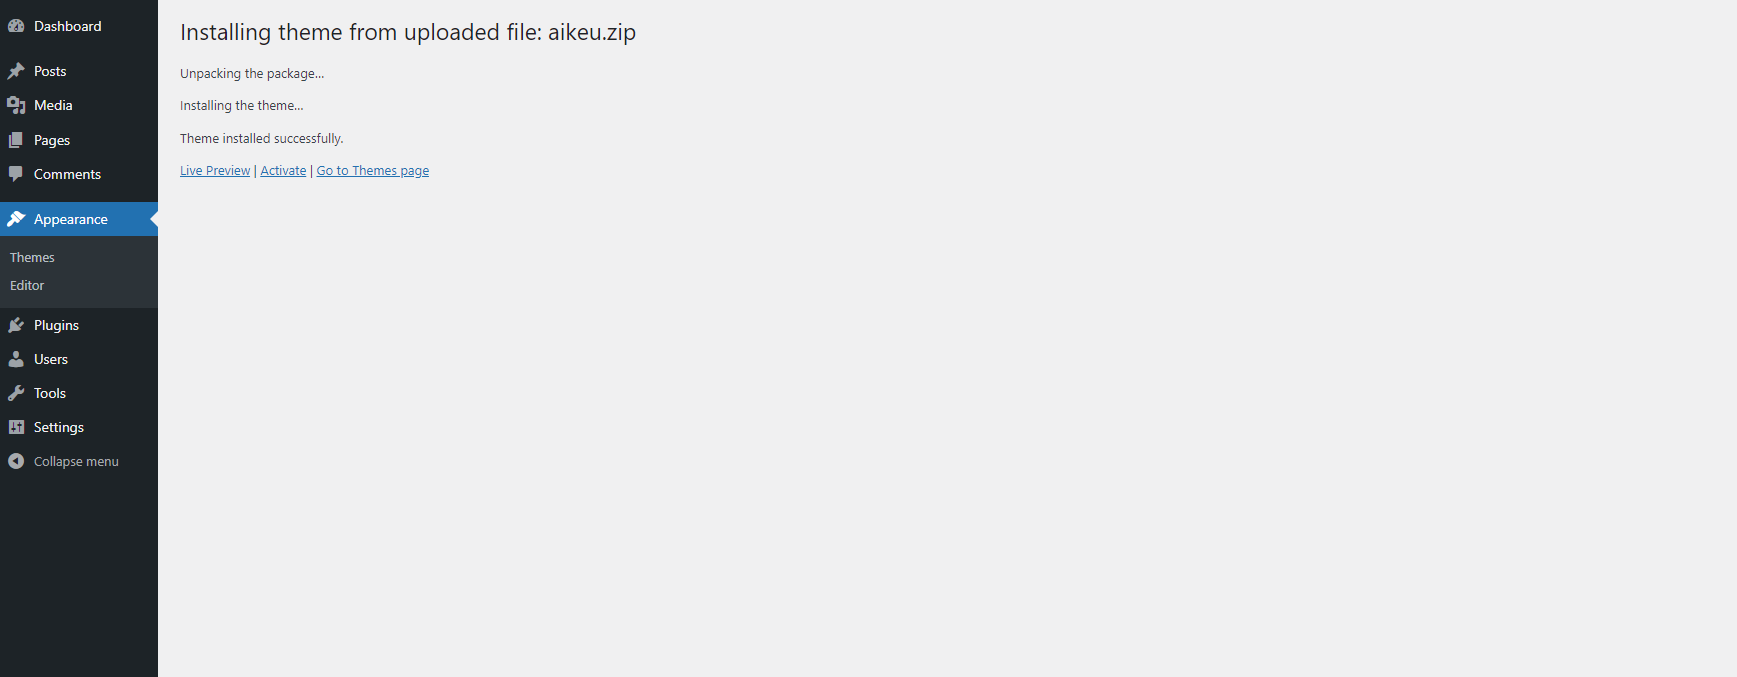 Dashboard
Posts
Media
Pages
Comments
Appearance
Themes
Editor
Plugins
Users
Tools
Settings
Collapse menu
Installing theme from uploaded file: aikeu.zip
Unpacking the package…
Installing the theme…
Theme installed successfully.
Live Preview | Activate | Go to Themes page